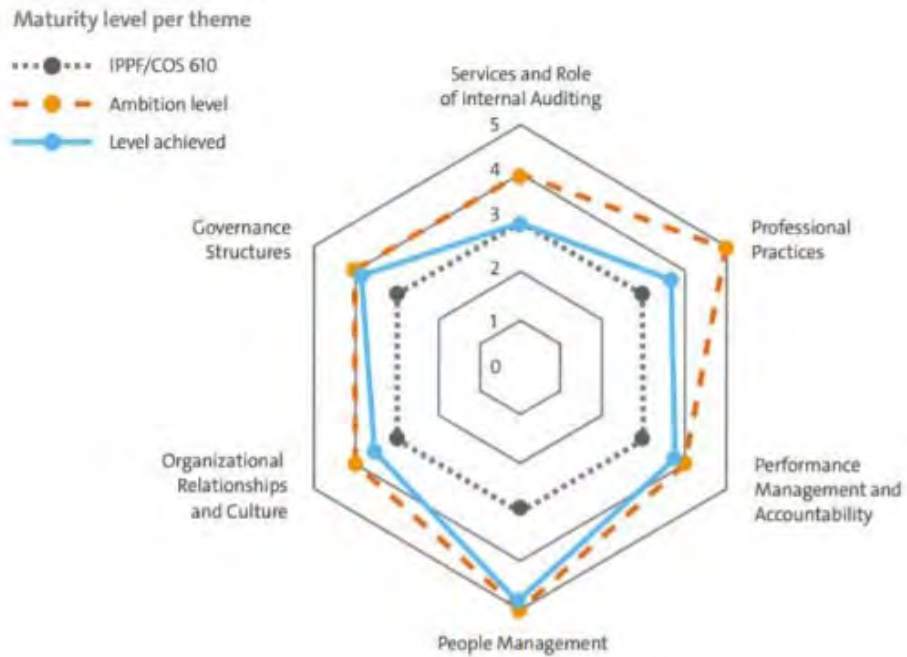 Maturity level per theme
IPPF/COS 610
Ambition level
Level achieved
Services and Role
of Internal Auditing
5
4
3
2
1
0
Governance
Structures
Professional
Practices
Organizational
Relationships
and Culture
Performance
Management and
Accountability
People Management